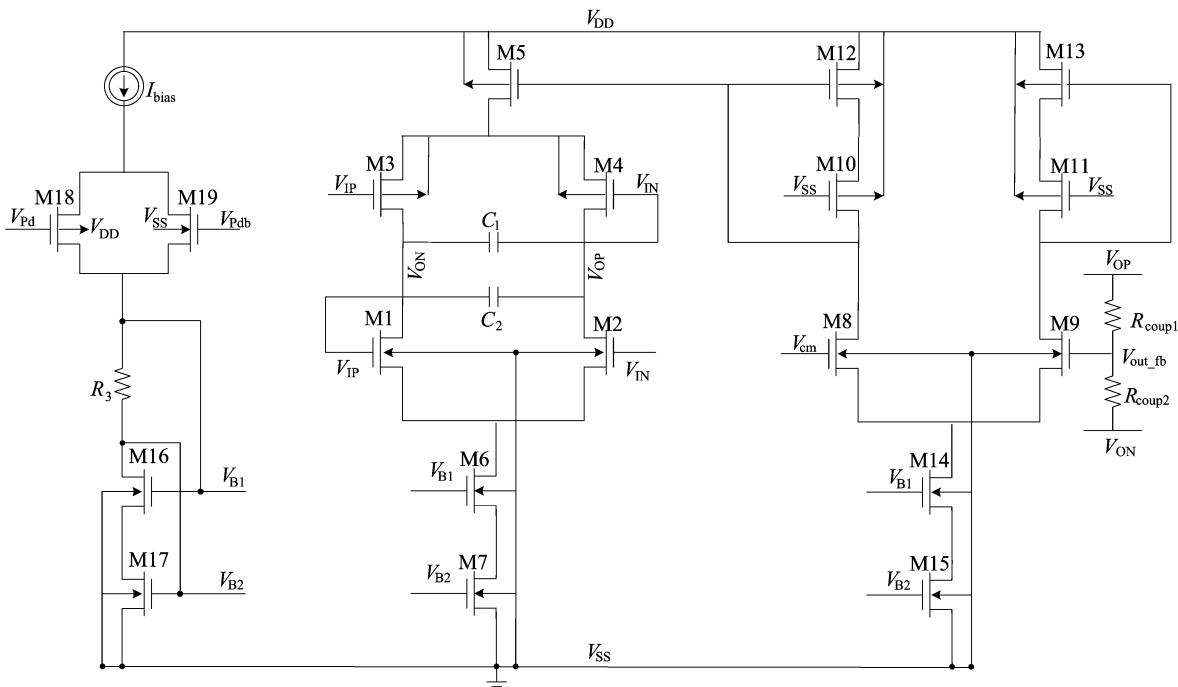 V_DD
M5
M12
M13
I_bias
M3
M4
M10
M11
V_IP
V_IN
V_SS
V_SS
M18
M19
V_Pd
V_DD
V_SS
V_Pdb
C_1
V_ON
V_OP
V_OP
C_2
M1
M2
M8
M9
R_coup1
V_cm
V_out_fb
V_IP
V_IN
R_3
R_coup2
V_ON
M16
M6
M14
V_B1
V_B1
V_B1
M17
M7
M15
V_B2
V_B2
V_B2
V_SS